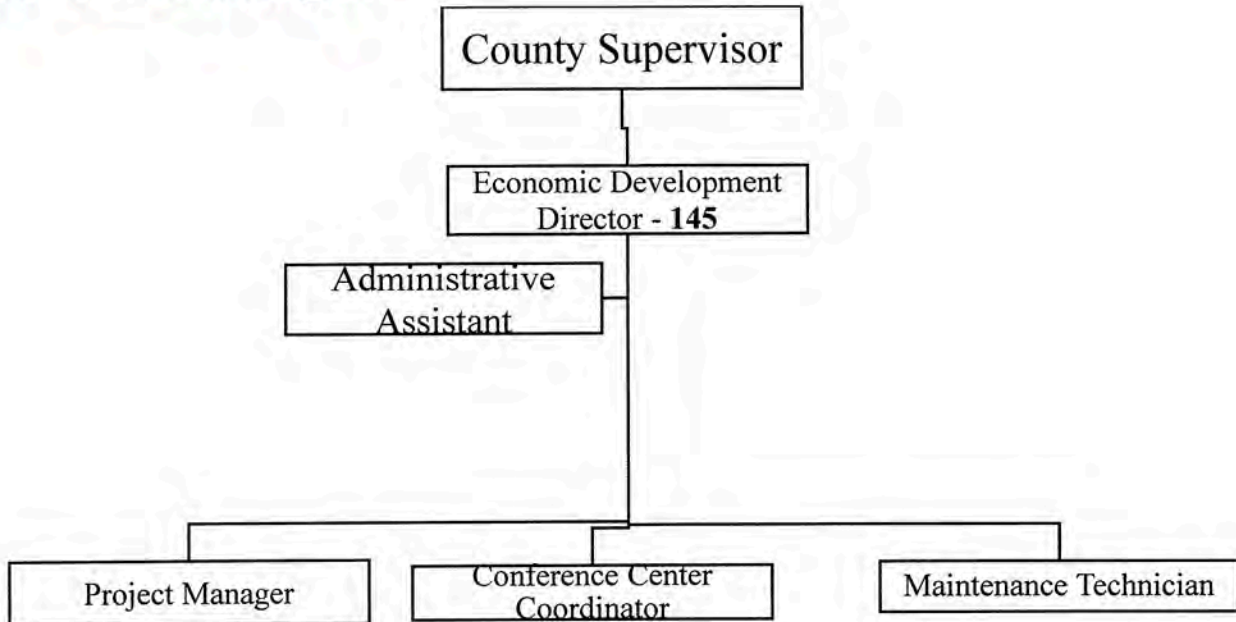 County Supervisor
Economic Development
Director - 145
Administrative
Assistant
Project Manager
Conference Center
Coordinator
Maintenance Technician